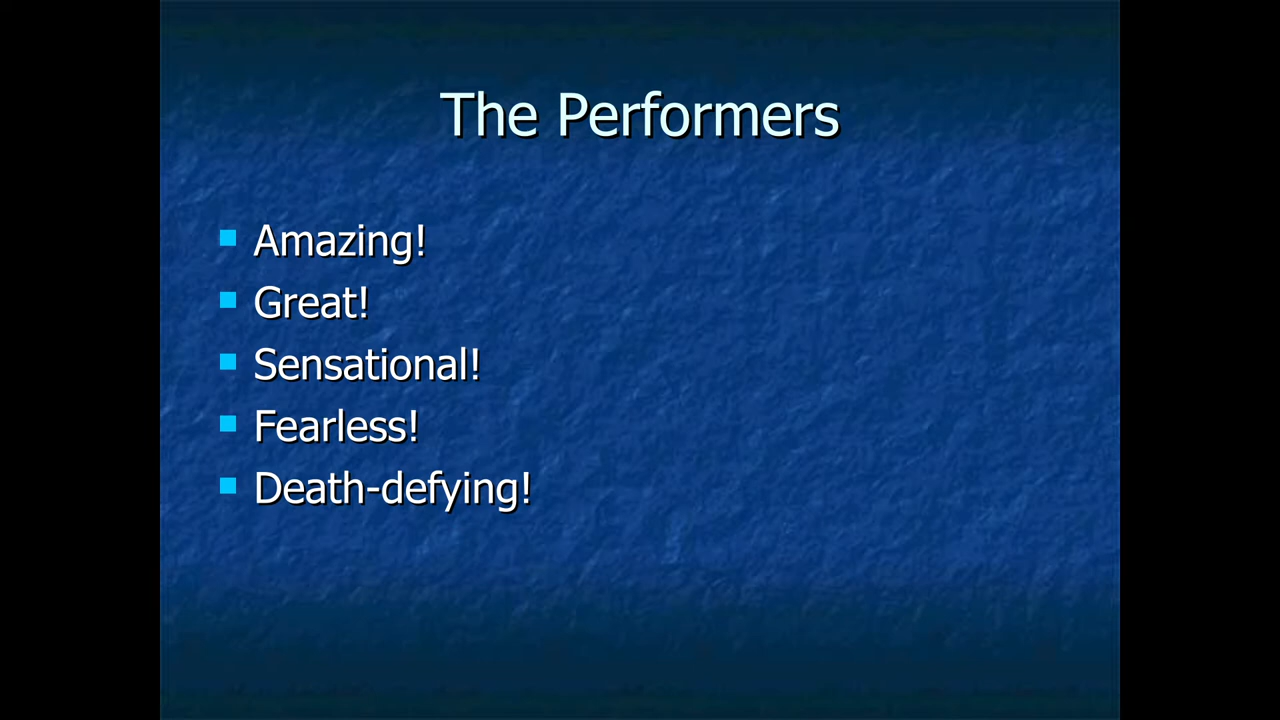 The Performers
Amazing!
Great!
Sensational!
Fearless!
Death-defying!